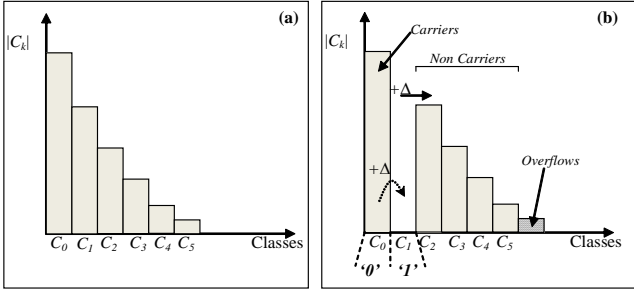 (a)
|Cₖ|
C₀ C₁ C₂ C₃ C₄ C₅ Classes
(b)
|Cₖ|
Carriers
Non Carriers
+Δ
+Δ
Overflows
C₀ C₁ C₂ C₃ C₄ C₅ Classes
‘0’ ‘1’